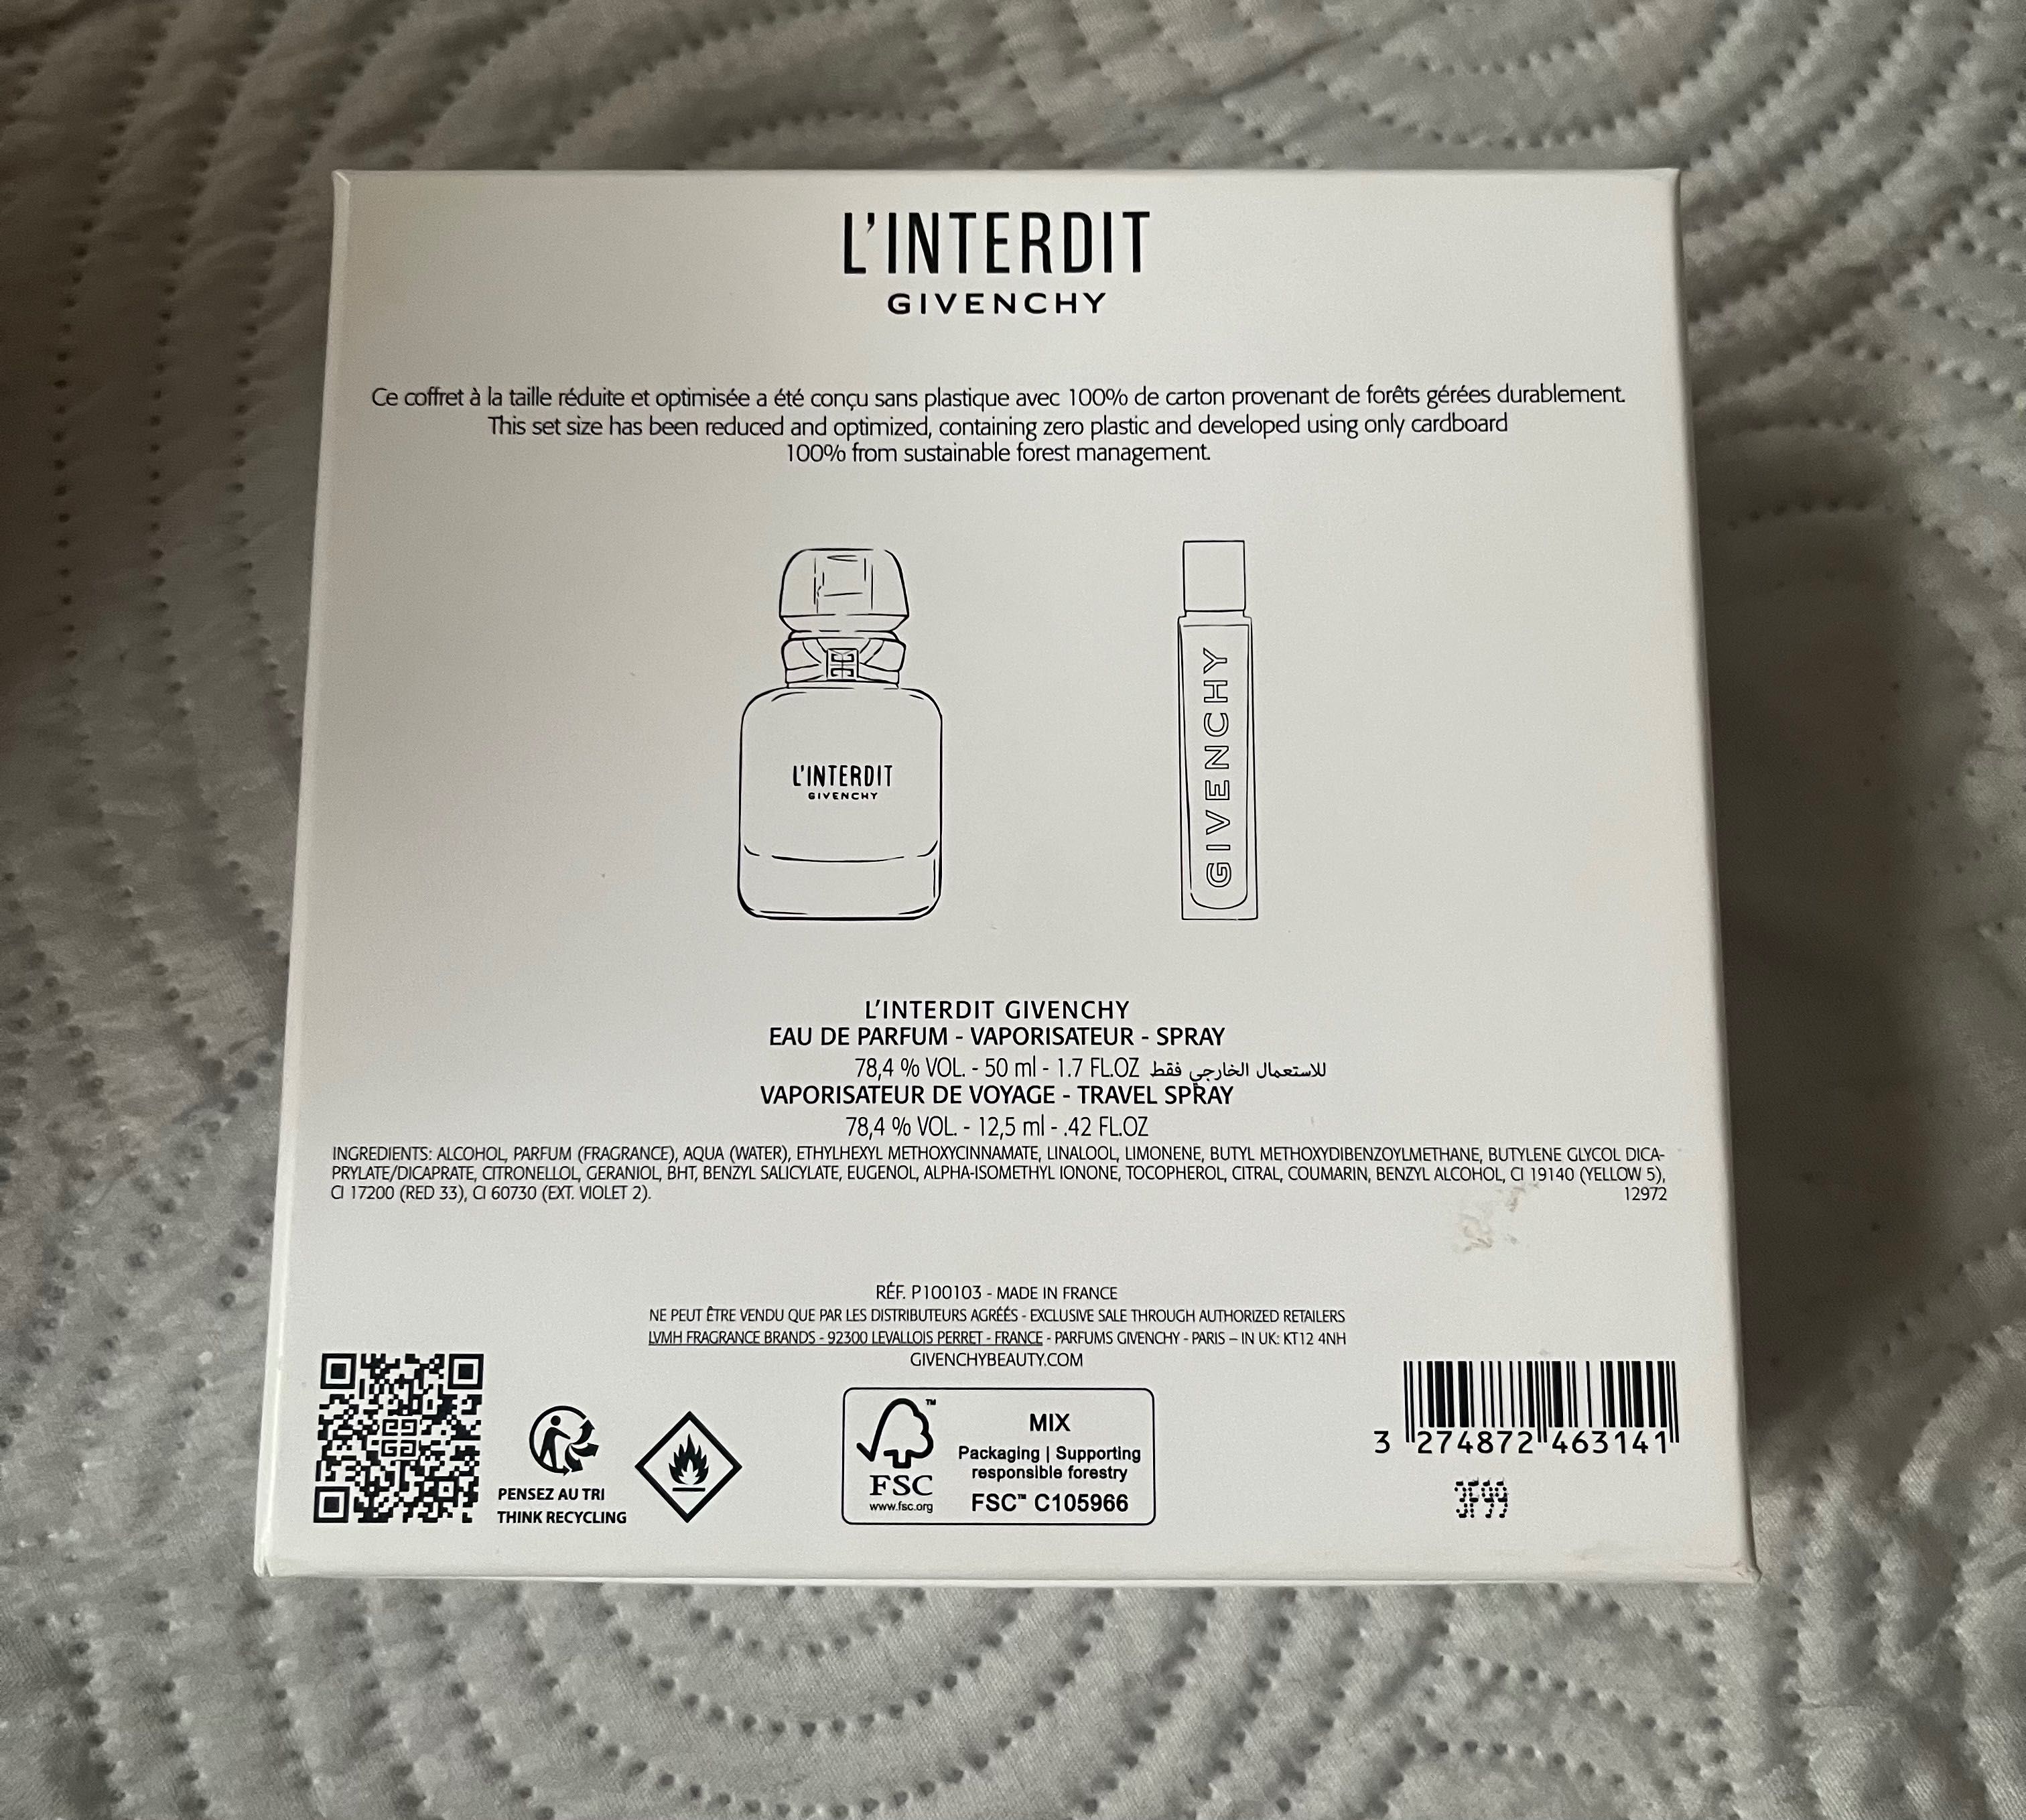 L'INTERDIT
GIVENCHY
Ce coffret à la taille réduite et optimisée a été conçu sans plastique avec 100% de carton provenant de forêts gérées durablement.
This set size has been reduced and optimized, containing zero plastic and developed using only cardboard
100% from sustainable forest management.
L'INTERDIT
GIVENCHY
GIVENCHY
L'INTERDIT GIVENCHY
EAU DE PARFUM - VAPORISATEUR - SPRAY
78,4 % VOL. - 50 ml - 1.7 FL.OZ للاستعمال الخارجي فقط
VAPORISATEUR DE VOYAGE - TRAVEL SPRAY
78,4 % VOL. - 12,5 ml - .42 FL.OZ
INGREDIENTS: ALCOHOL, PARFUM (FRAGRANCE), AQUA (WATER), ETHYLHEXYL METHOXYCINNAMATE, LINALOOL, LIMONENE, BUTYL METHOXYDIBENZOYLMETHANE, BUTYLENE GLYCOL DICA-
PRYLATE/DICAPRATE, CITRONELLOL, GERANIOL, BHT, BENZYL SALICYLATE, EUGENOL, ALPHA-ISOMETHYL IONONE, TOCOPHEROL, CITRAL, COUMARIN, BENZYL ALCOHOL, CI 19140 (YELLOW 5),
CI 17200 (RED 33), CI 60730 (EXT. VIOLET 2). 12972
RÉF. P100103 - MADE IN FRANCE
NE PEUT ÊTRE VENDU QUE PAR LES DISTRIBUTEURS AGRÉÉS - EXCLUSIVE SALE THROUGH AUTHORIZED RETAILERS
LVMH FRAGRANCE BRANDS - 92300 LEVALLOIS PERRET - FRANCE - PARFUMS GIVENCHY - PARIS – IN UK: KT12 4NH
GIVENCHYBEAUTY.COM
PENSEZ AU TRI
THINK RECYCLING
FSC
www.fsc.org
™
MIX
Packaging | Supporting
responsible forestry
FSC™ C105966
3 274872 463141
3F99